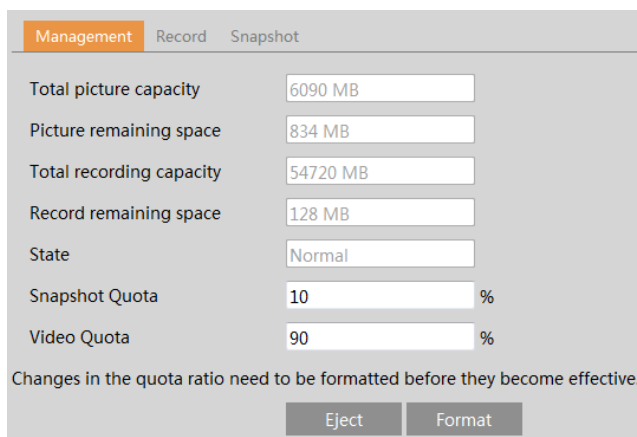 Management Record Snapshot
Total picture capacity 6090 MB
Picture remaining space 834 MB
Total recording capacity 54720 MB
Record remaining space 128 MB
State Normal
Snapshot Quota 10 %
Video Quota 90 %
Changes in the quota ratio need to be formatted before they become effective.
Eject Format